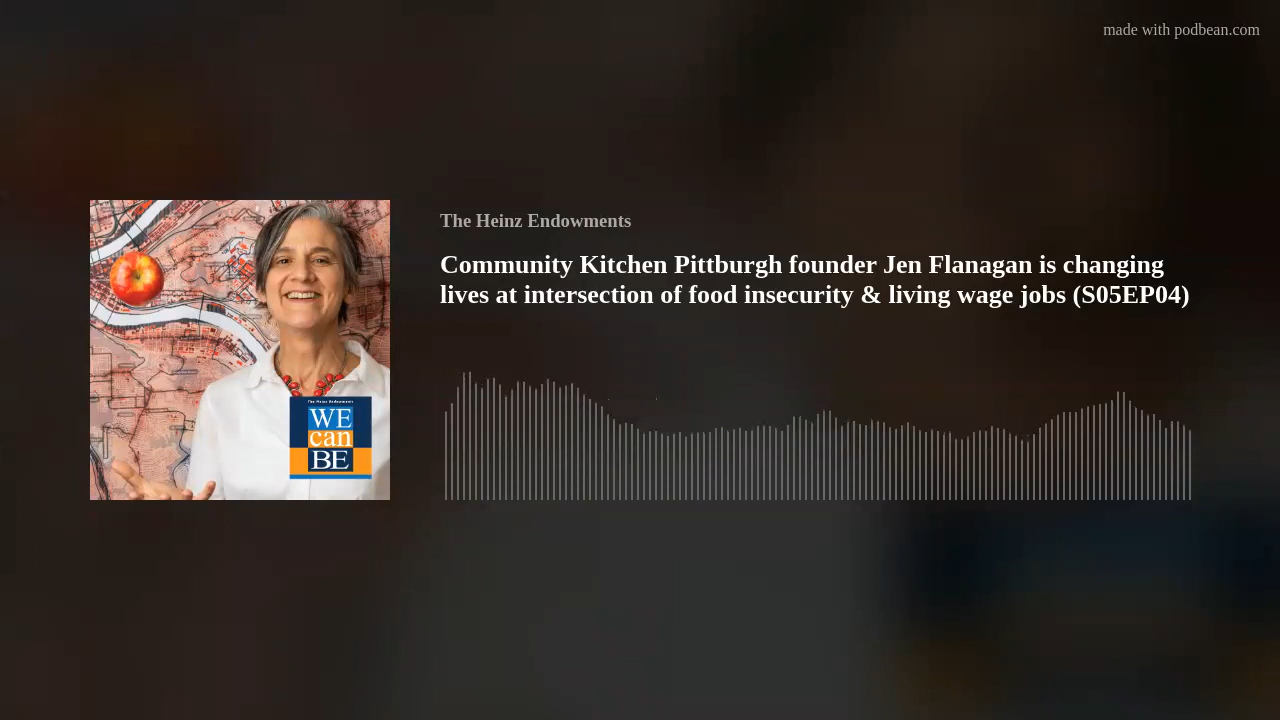 made with podbean.com
The Heinz Endowments
Community Kitchen Pittburgh founder Jen Flanagan is changing
lives at intersection of food insecurity & living wage jobs (S05EP04)
The Heinz Endowments
WE
can
BE